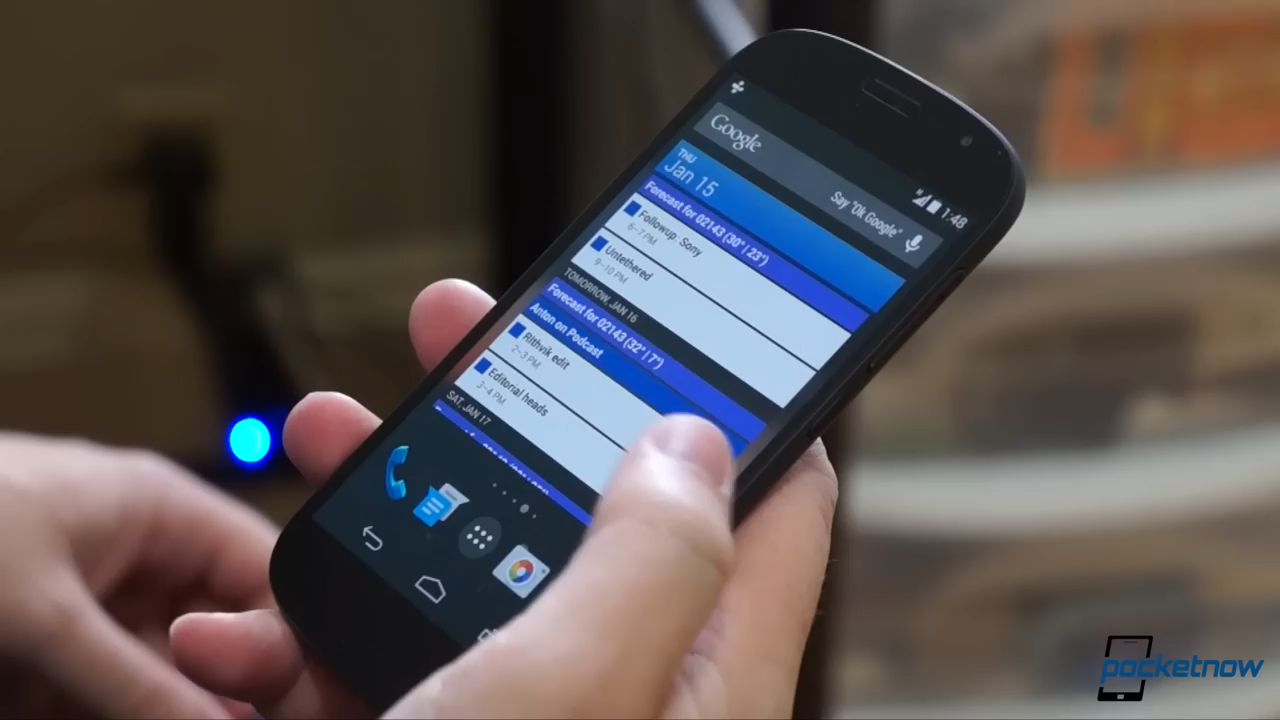 Google
Say "Ok Google"
H
1:48
THU
Jan 15
Forecast for 02143 (30° | 23°)
Followup: Sony
6–7 PM
Untethered
9–10 PM
TOMORROW, JAN 16
Forecast for 02143 (32° | 7°)
Anton on Podcast
Rithvik edit
2–3 PM
Editorial heads
3–4 PM
SAT, JAN 17
pocketnow